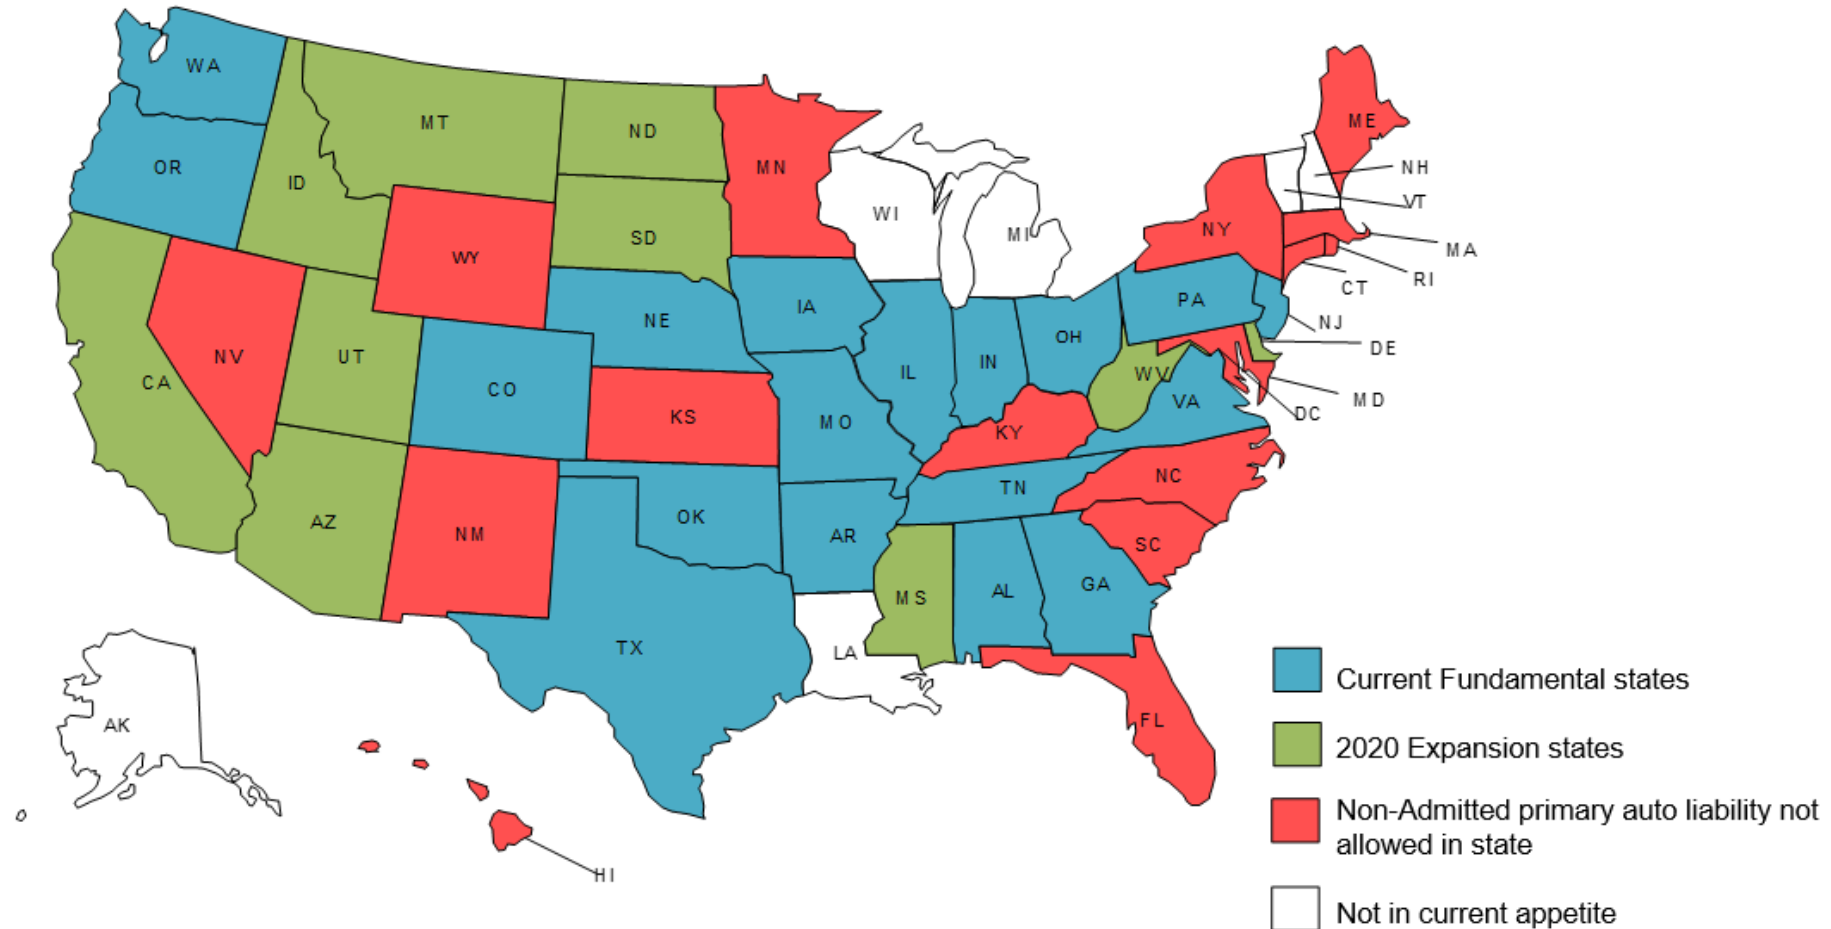 WA
OR
ID
MT
ND
MN
SD
WY
CA
NV
UT
CO
NE
IA
WI
MI
IL
IN
OH
PA
NY
ME
NH
VT
MA
RI
CT
NJ
DE
MD
DC
WV
VA
KY
KS
MO
AZ
NM
OK
AR
TN
NC
SC
MS
AL
GA
TX
LA
FL
AK
HI
Current Fundamental states
2020 Expansion states
Non-Admitted primary auto liability not
allowed in state
Not in current appetite